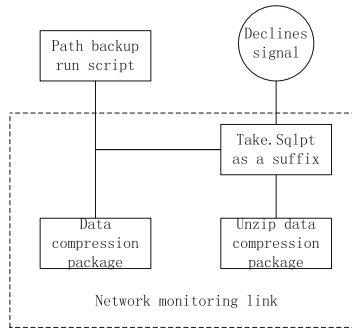 Path backup
run script
Declines
signal
Take.Sqlpt
as a suffix
Data
compression
package
Unzip data
compression
package
Network monitoring link